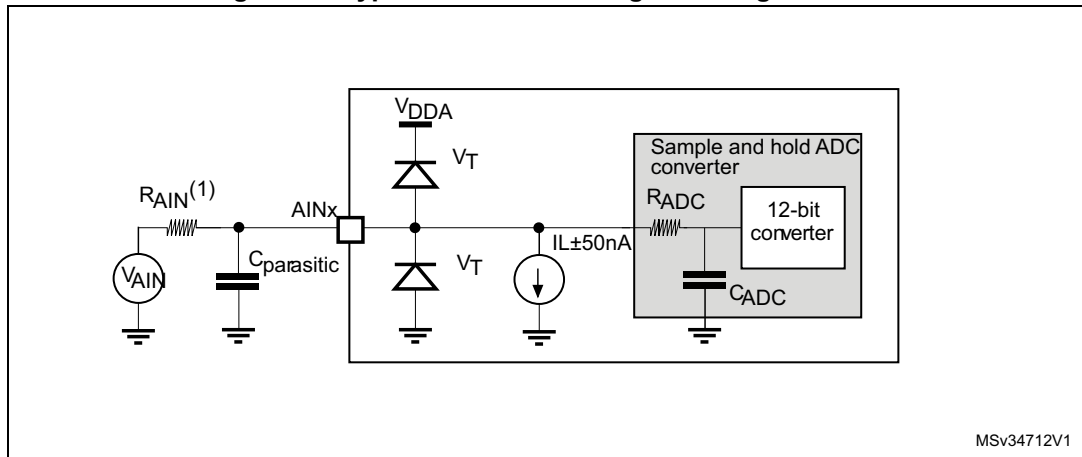 V_DDA
V_T
Sample and hold ADC
converter
R_AIN(1)
AINx
R_ADC
12-bit
converter
IL±50nA
V_AIN
C_parasitic
V_T
C_ADC
MSv34712V1